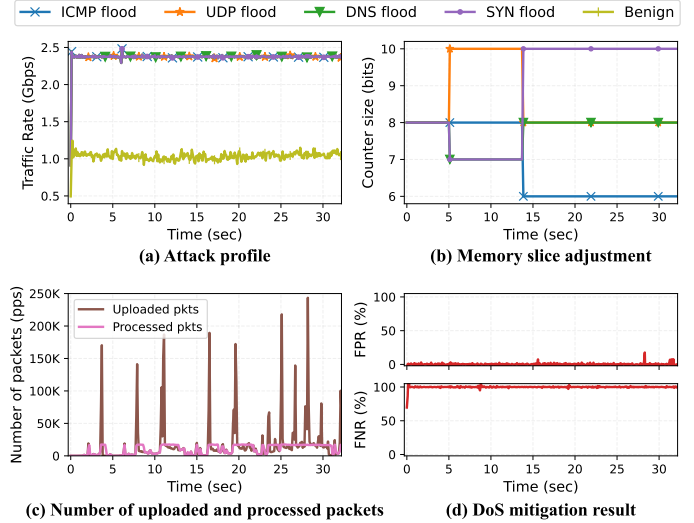 ICMP flood UDP flood DNS flood SYN flood Benign
Traffic Rate (Gbps)
2.5
2.0
1.5
1.0
0.5
0 5 10 15 20 25 30
Time (sec)
(a) Attack profile
Counter size (bits)
10
9
8
7
6
0 5 10 15 20 25 30
Time (sec)
(b) Memory slice adjustment
Number of packets (pps)
250K
200K
150K
100K
50K
0
Uploaded pkts
Processed pkts
0 5 10 15 20 25 30
Time (sec)
(c) Number of uploaded and processed packets
FPR (%)
100
50
0
FNR (%)
100
50
0
0 5 10 15 20 25 30
Time (sec)
(d) DoS mitigation result